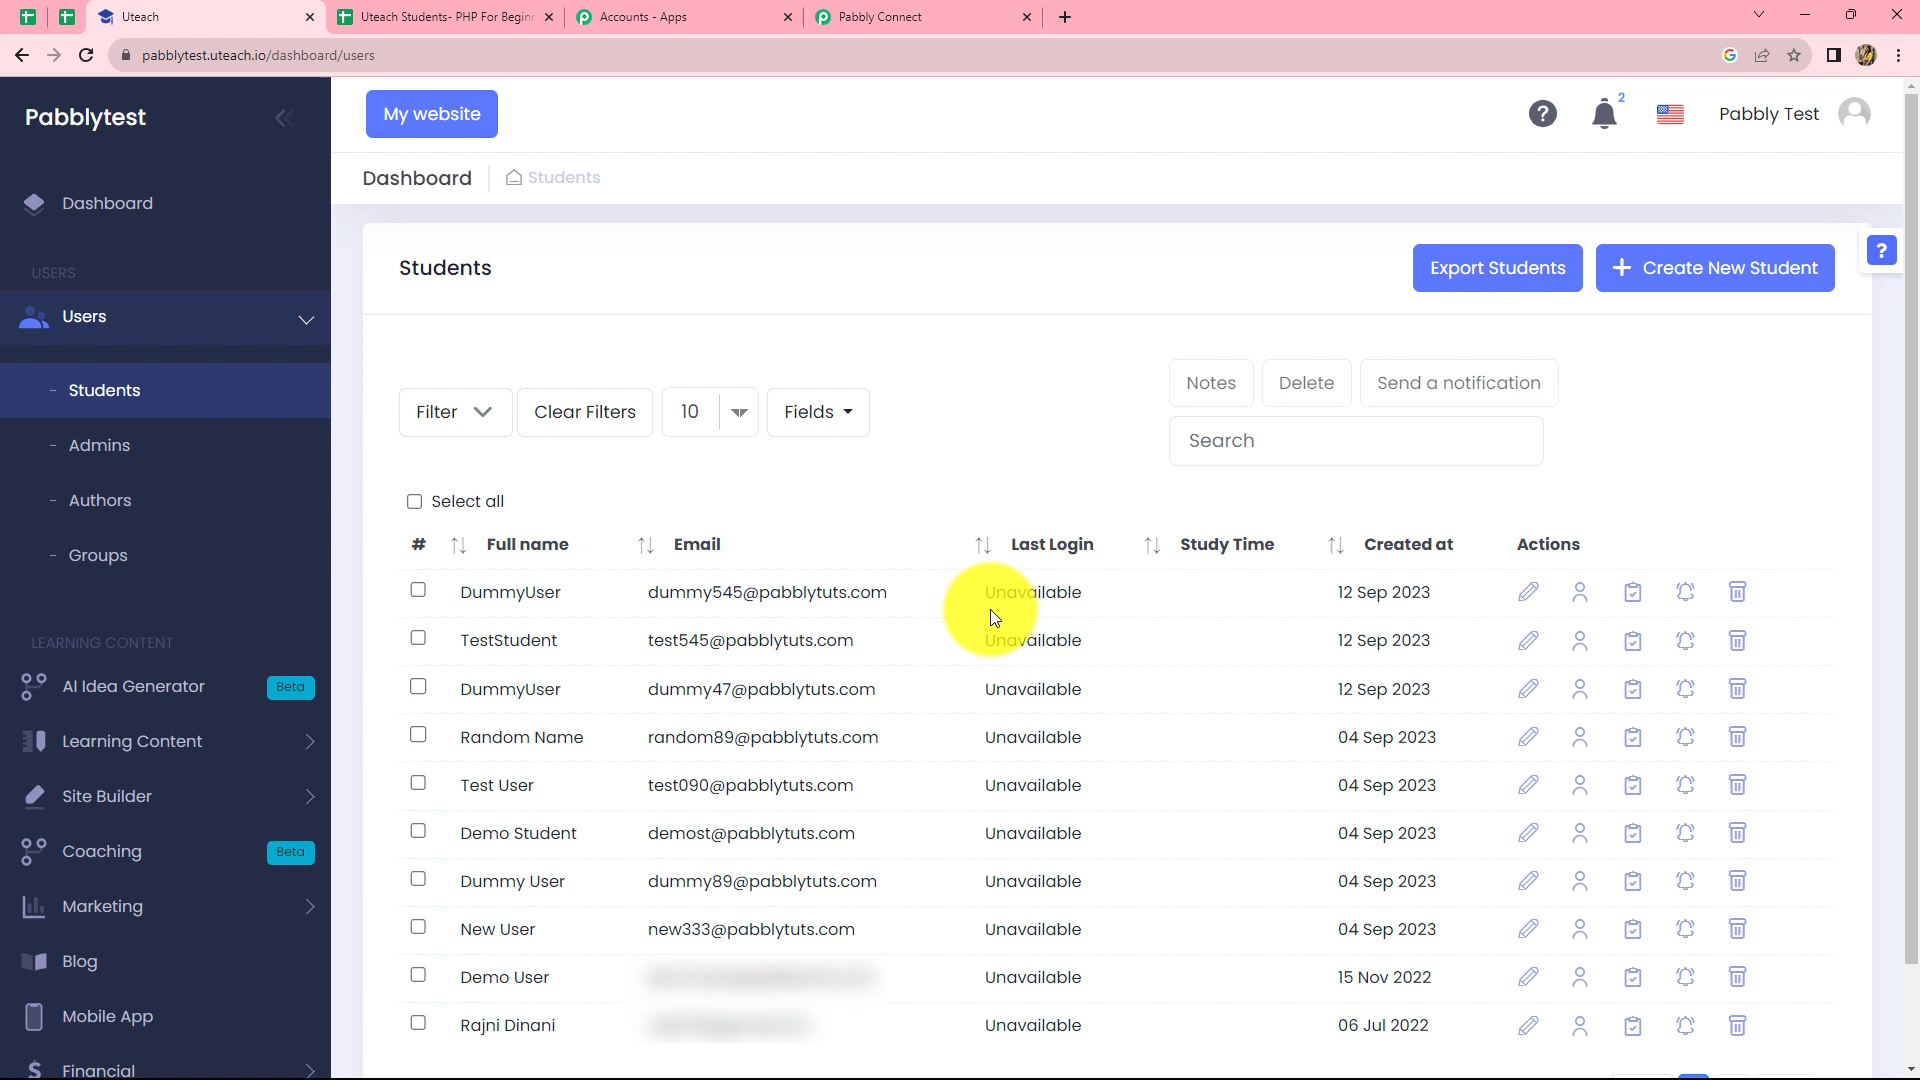 Uteach
Uteach Students- PHP For Begin
Accounts - Apps
Pabbly Connect
pabblytest.uteach.io/dashboard/users
Pabblytest
My website
2
Pabbly Test
Dashboard
Students
Dashboard
USERS
Users
- Students
- Admins
- Authors
- Groups
LEARNING CONTENT
AI Idea Generator Beta
Learning Content
Site Builder
Coaching Beta
Marketing
Blog
Mobile App
Financial
Students
Export Students
+ Create New Student
?
Notes
Delete
Send a notification
Filter
Clear Filters
10
Fields
Search
Select all
# Full name Email Last Login Study Time Created at Actions
DummyUser dummy545@pabblytuts.com Unavailable 12 Sep 2023
TestStudent test545@pabblytuts.com Unavailable 12 Sep 2023
DummyUser dummy47@pabblytuts.com Unavailable 12 Sep 2023
Random Name random89@pabblytuts.com Unavailable 04 Sep 2023
Test User test090@pabblytuts.com Unavailable 04 Sep 2023
Demo Student demost@pabblytuts.com Unavailable 04 Sep 2023
Dummy User dummy89@pabblytuts.com Unavailable 04 Sep 2023
New User new333@pabblytuts.com Unavailable 04 Sep 2023
Demo User Unavailable 15 Nov 2022
Rajni Dinani Unavailable 06 Jul 2022